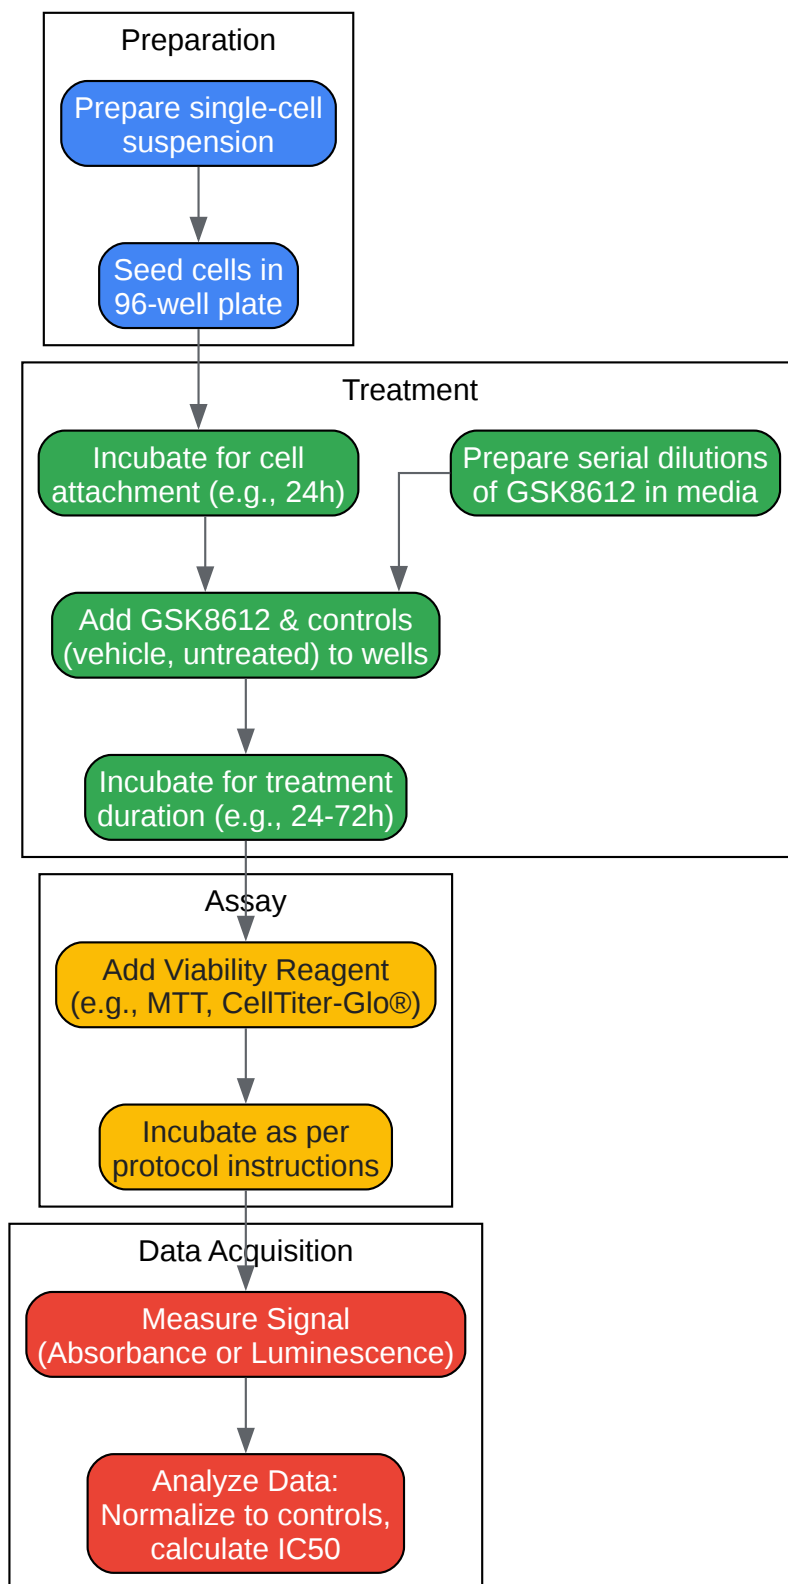 Preparation
Prepare single-cell
suspension
Seed cells in
96-well plate
Treatment
Incubate for cell
attachment (e.g., 24h)
Prepare serial dilutions
of GSK8612 in media
Add GSK8612 & controls
(vehicle, untreated) to wells
Incubate for treatment
duration (e.g., 24-72h)
Assay
Add Viability Reagent
(e.g., MTT, CellTiter-Glo®)
Incubate as per
protocol instructions
Data Acquisition
Measure Signal
(Absorbance or Luminescence)
Analyze Data:
Normalize to controls,
calculate IC50